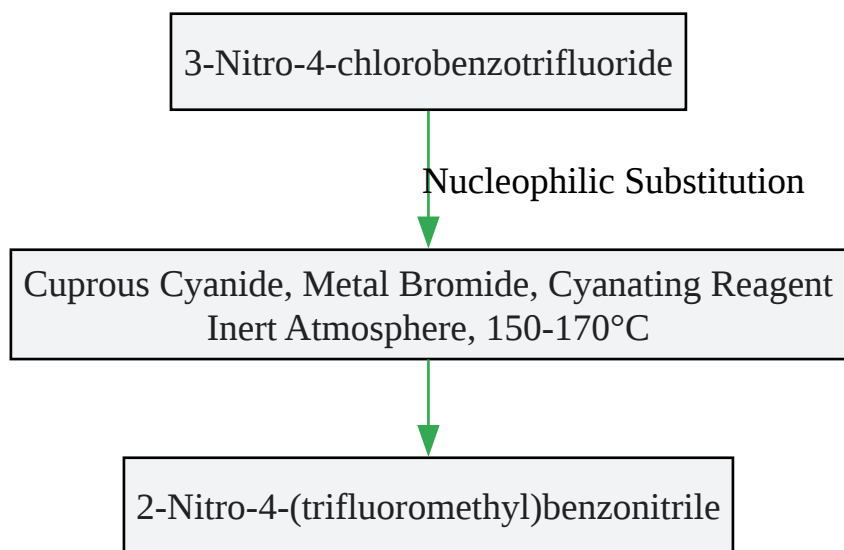 3-Nitro-4-chlorobenzotrifluoride
Nucleophilic Substitution
Cuprous Cyanide, Metal Bromide, Cyanating Reagent
Inert Atmosphere, 150-170°C
2-Nitro-4-(trifluoromethyl)benzonitrile